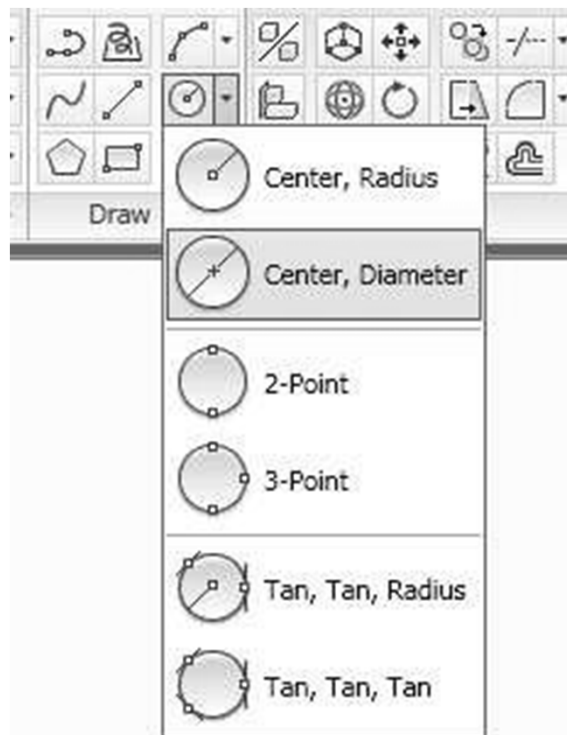 Draw
Center, Radius
Center, Diameter
2-Point
3-Point
Tan, Tan, Radius
Tan, Tan, Tan